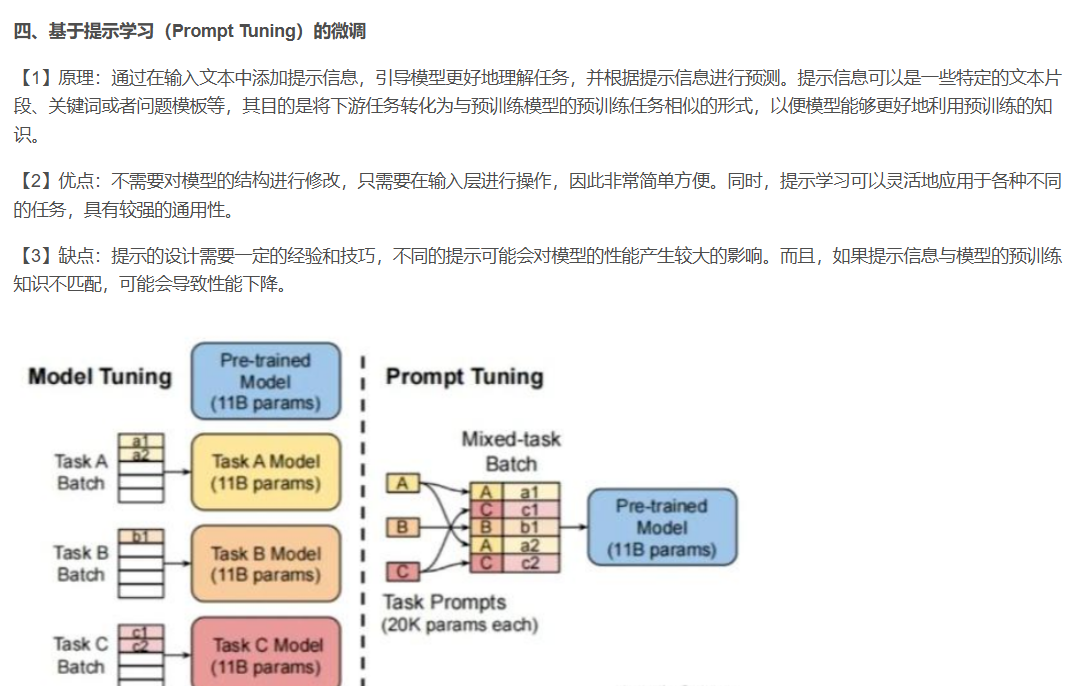 四、基于提示学习（Prompt Tuning）的微调
【1】原理：通过在输入文本中添加提示信息，引导模型更好地理解任务，并根据提示信息进行预测。提示信息可以是一些特定的文本片
段、关键词或者问题模板等，其目的是将下游任务转化为与预训练模型的预训练任务相似的形式，以便模型能够更好地利用预训练的知
识。
【2】优点：不需要对模型的结构进行修改，只需要在输入层进行操作，因此非常简单方便。同时，提示学习可以灵活地应用于各种不同
的任务，具有较强的通用性。
【3】缺点：提示的设计需要一定的经验和技巧，不同的提示可能会对模型的性能产生较大的影响。而且，如果提示信息与模型的预训练
知识不匹配，可能会导致性能下降。
Model Tuning
Pre-trained
Model
(11B params)
Task A
Batch
a1
a2
Task A Model
(11B params)
Task B
Batch
b1
Task B Model
(11B params)
Task C
Batch
c1
c2
Task C Model
(11B params)
Prompt Tuning
Mixed-task
Batch
A
B
C
A a1
C c1
B b1
A a2
C c2
Pre-trained
Model
(11B params)
Task Prompts
(20K params each)